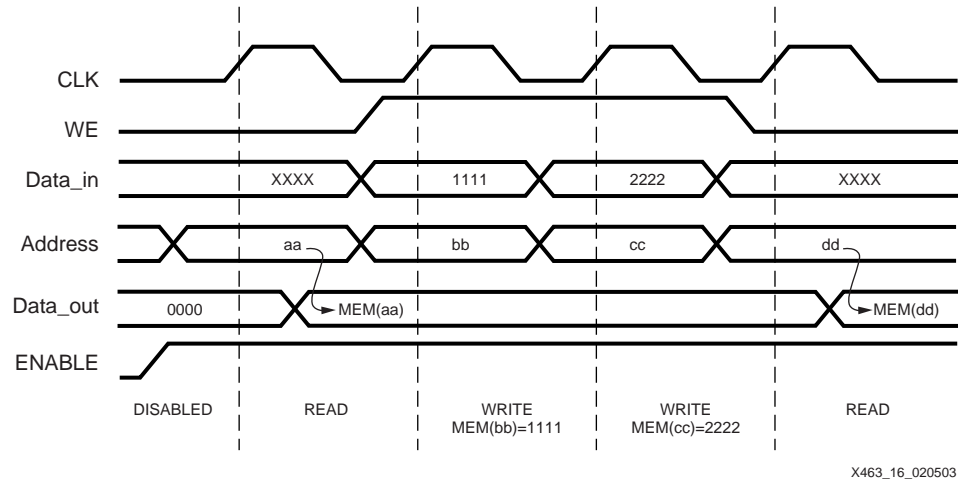 CLK
WE
Data_in XXXX 1111 2222 XXXX
Address aa bb cc dd
Data_out 0000 MEM(aa) MEM(dd)
ENABLE
DISABLED READ WRITE WRITE READ
MEM(bb)=1111 MEM(cc)=2222
X463_16_020503